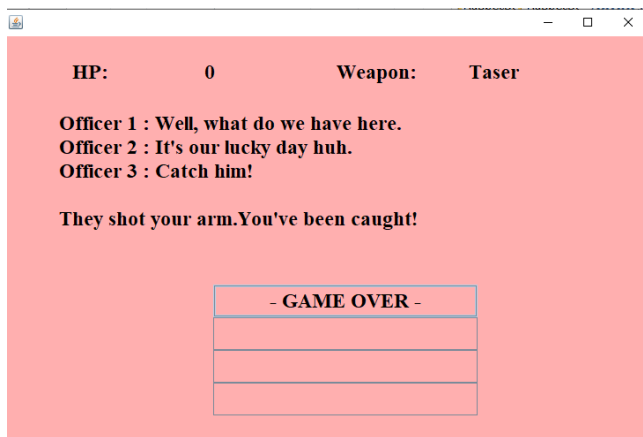 HP: 0 Weapon: Taser
Officer 1 : Well, what do we have here.
Officer 2 : It's our lucky day huh.
Officer 3 : Catch him!
They shot your arm.You've been caught!
- GAME OVER -